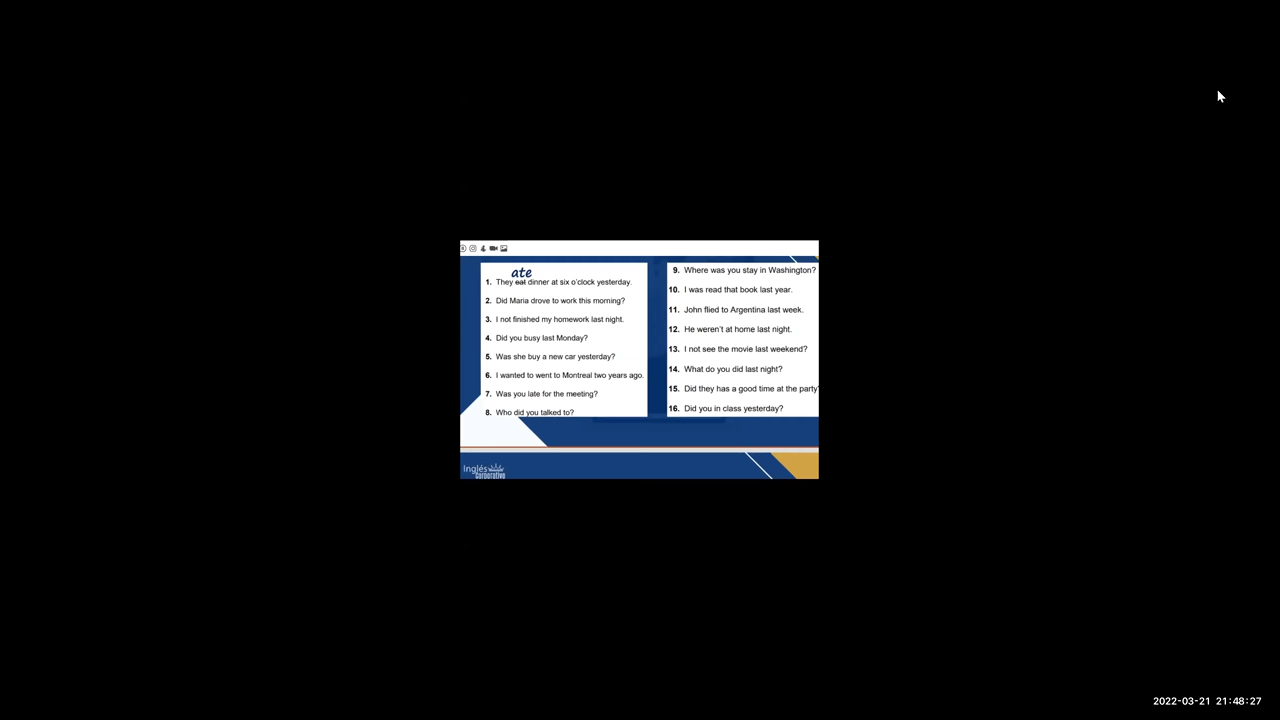 ate
1. They eat dinner at six o'clock yesterday.
2. Did Maria drove to work this morning?
3. I not finished my homework last night.
4. Did you busy last Monday?
5. Was she buy a new car yesterday?
6. I wanted to went to Montreal two years ago.
7. Was you late for the meeting?
8. Who did you talked to?
9. Where was you stay in Washington?
10. I was read that book last year.
11. John flied to Argentina last week.
12. He weren't at home last night.
13. I not see the movie last weekend?
14. What do you did last night?
15. Did they has a good time at the party?
16. Did you in class yesterday?
Inglés
Corporativo
2022-03-21 21:48:27